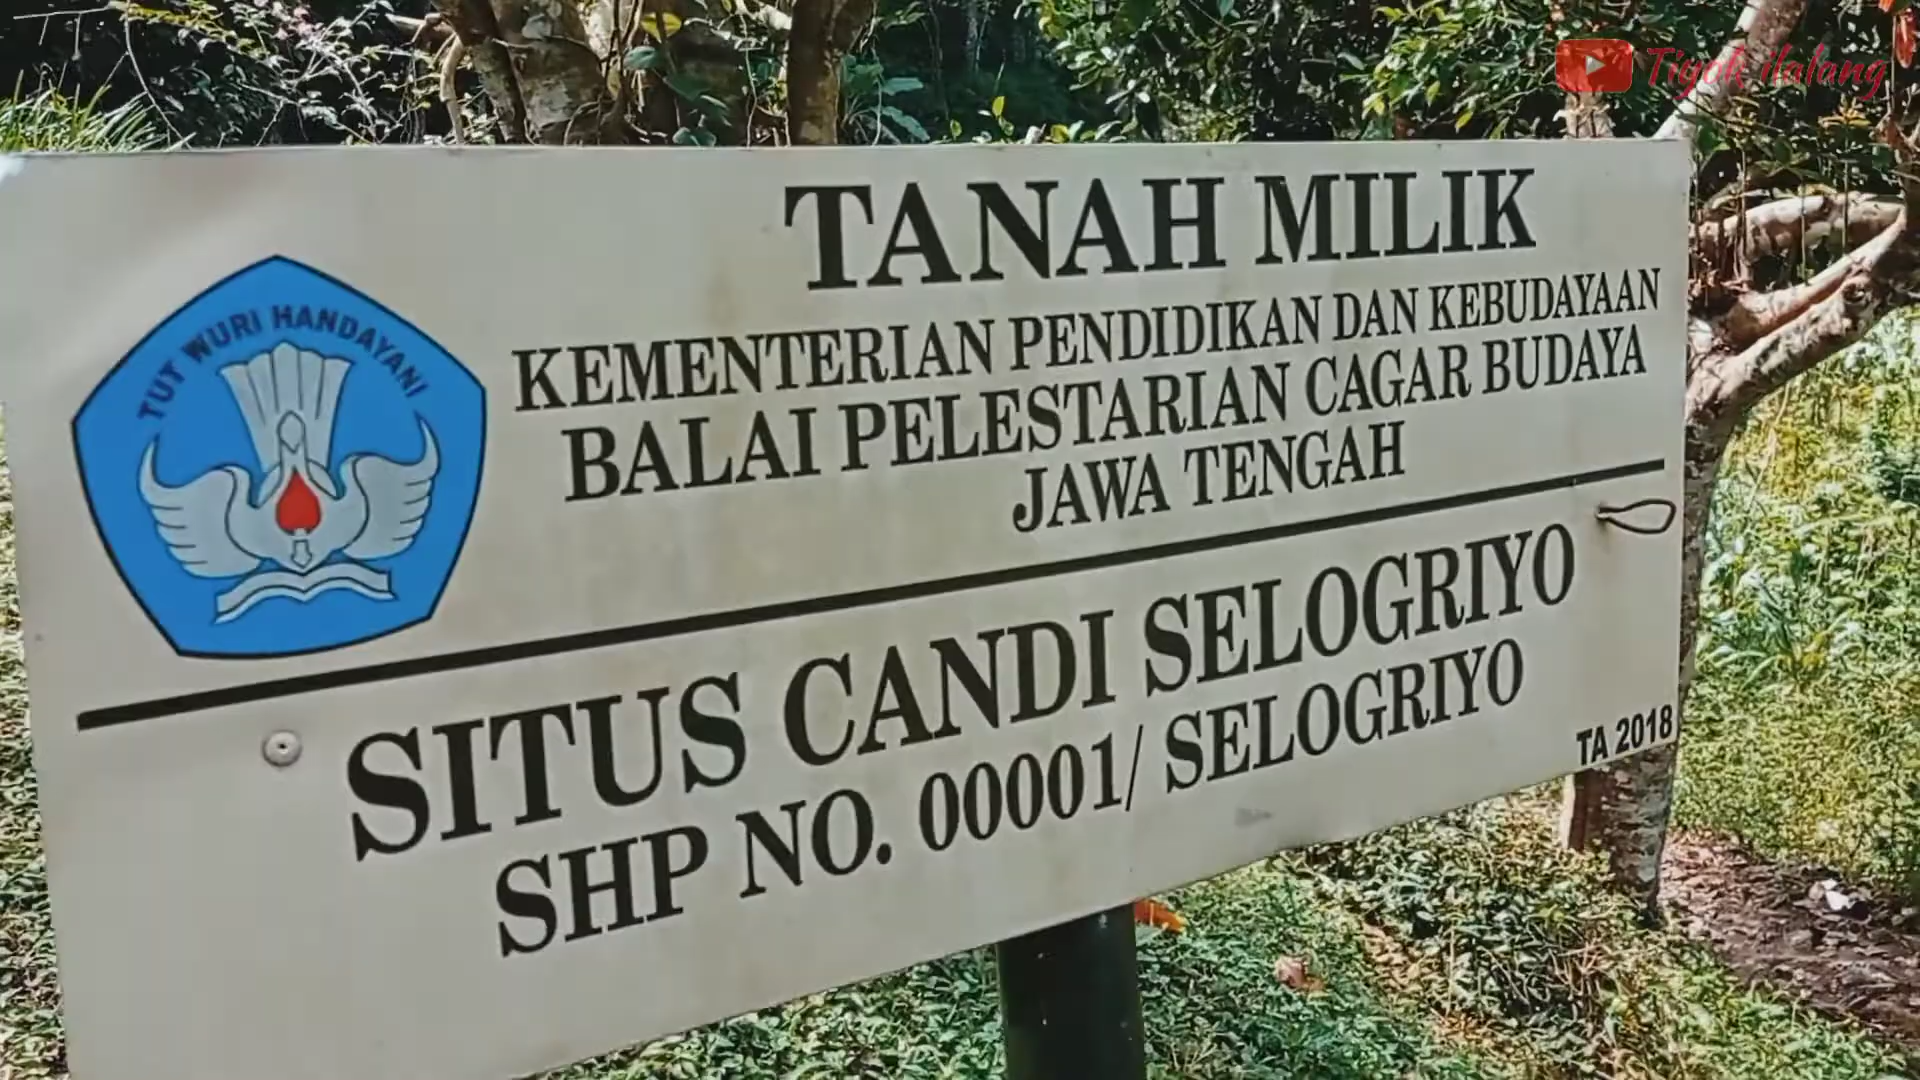 Tiyok ilalang
TANAH MILIK
KEMENTERIAN PENDIDIKAN DAN KEBUDAYAAN
BALAI PELESTARIAN CAGAR BUDAYA
JAWA TENGAH
TUT WURI HANDAYANI
SITUS CANDI SELOGRIYO
SHP NO. 00001/ SELOGRIYO
TA 2018